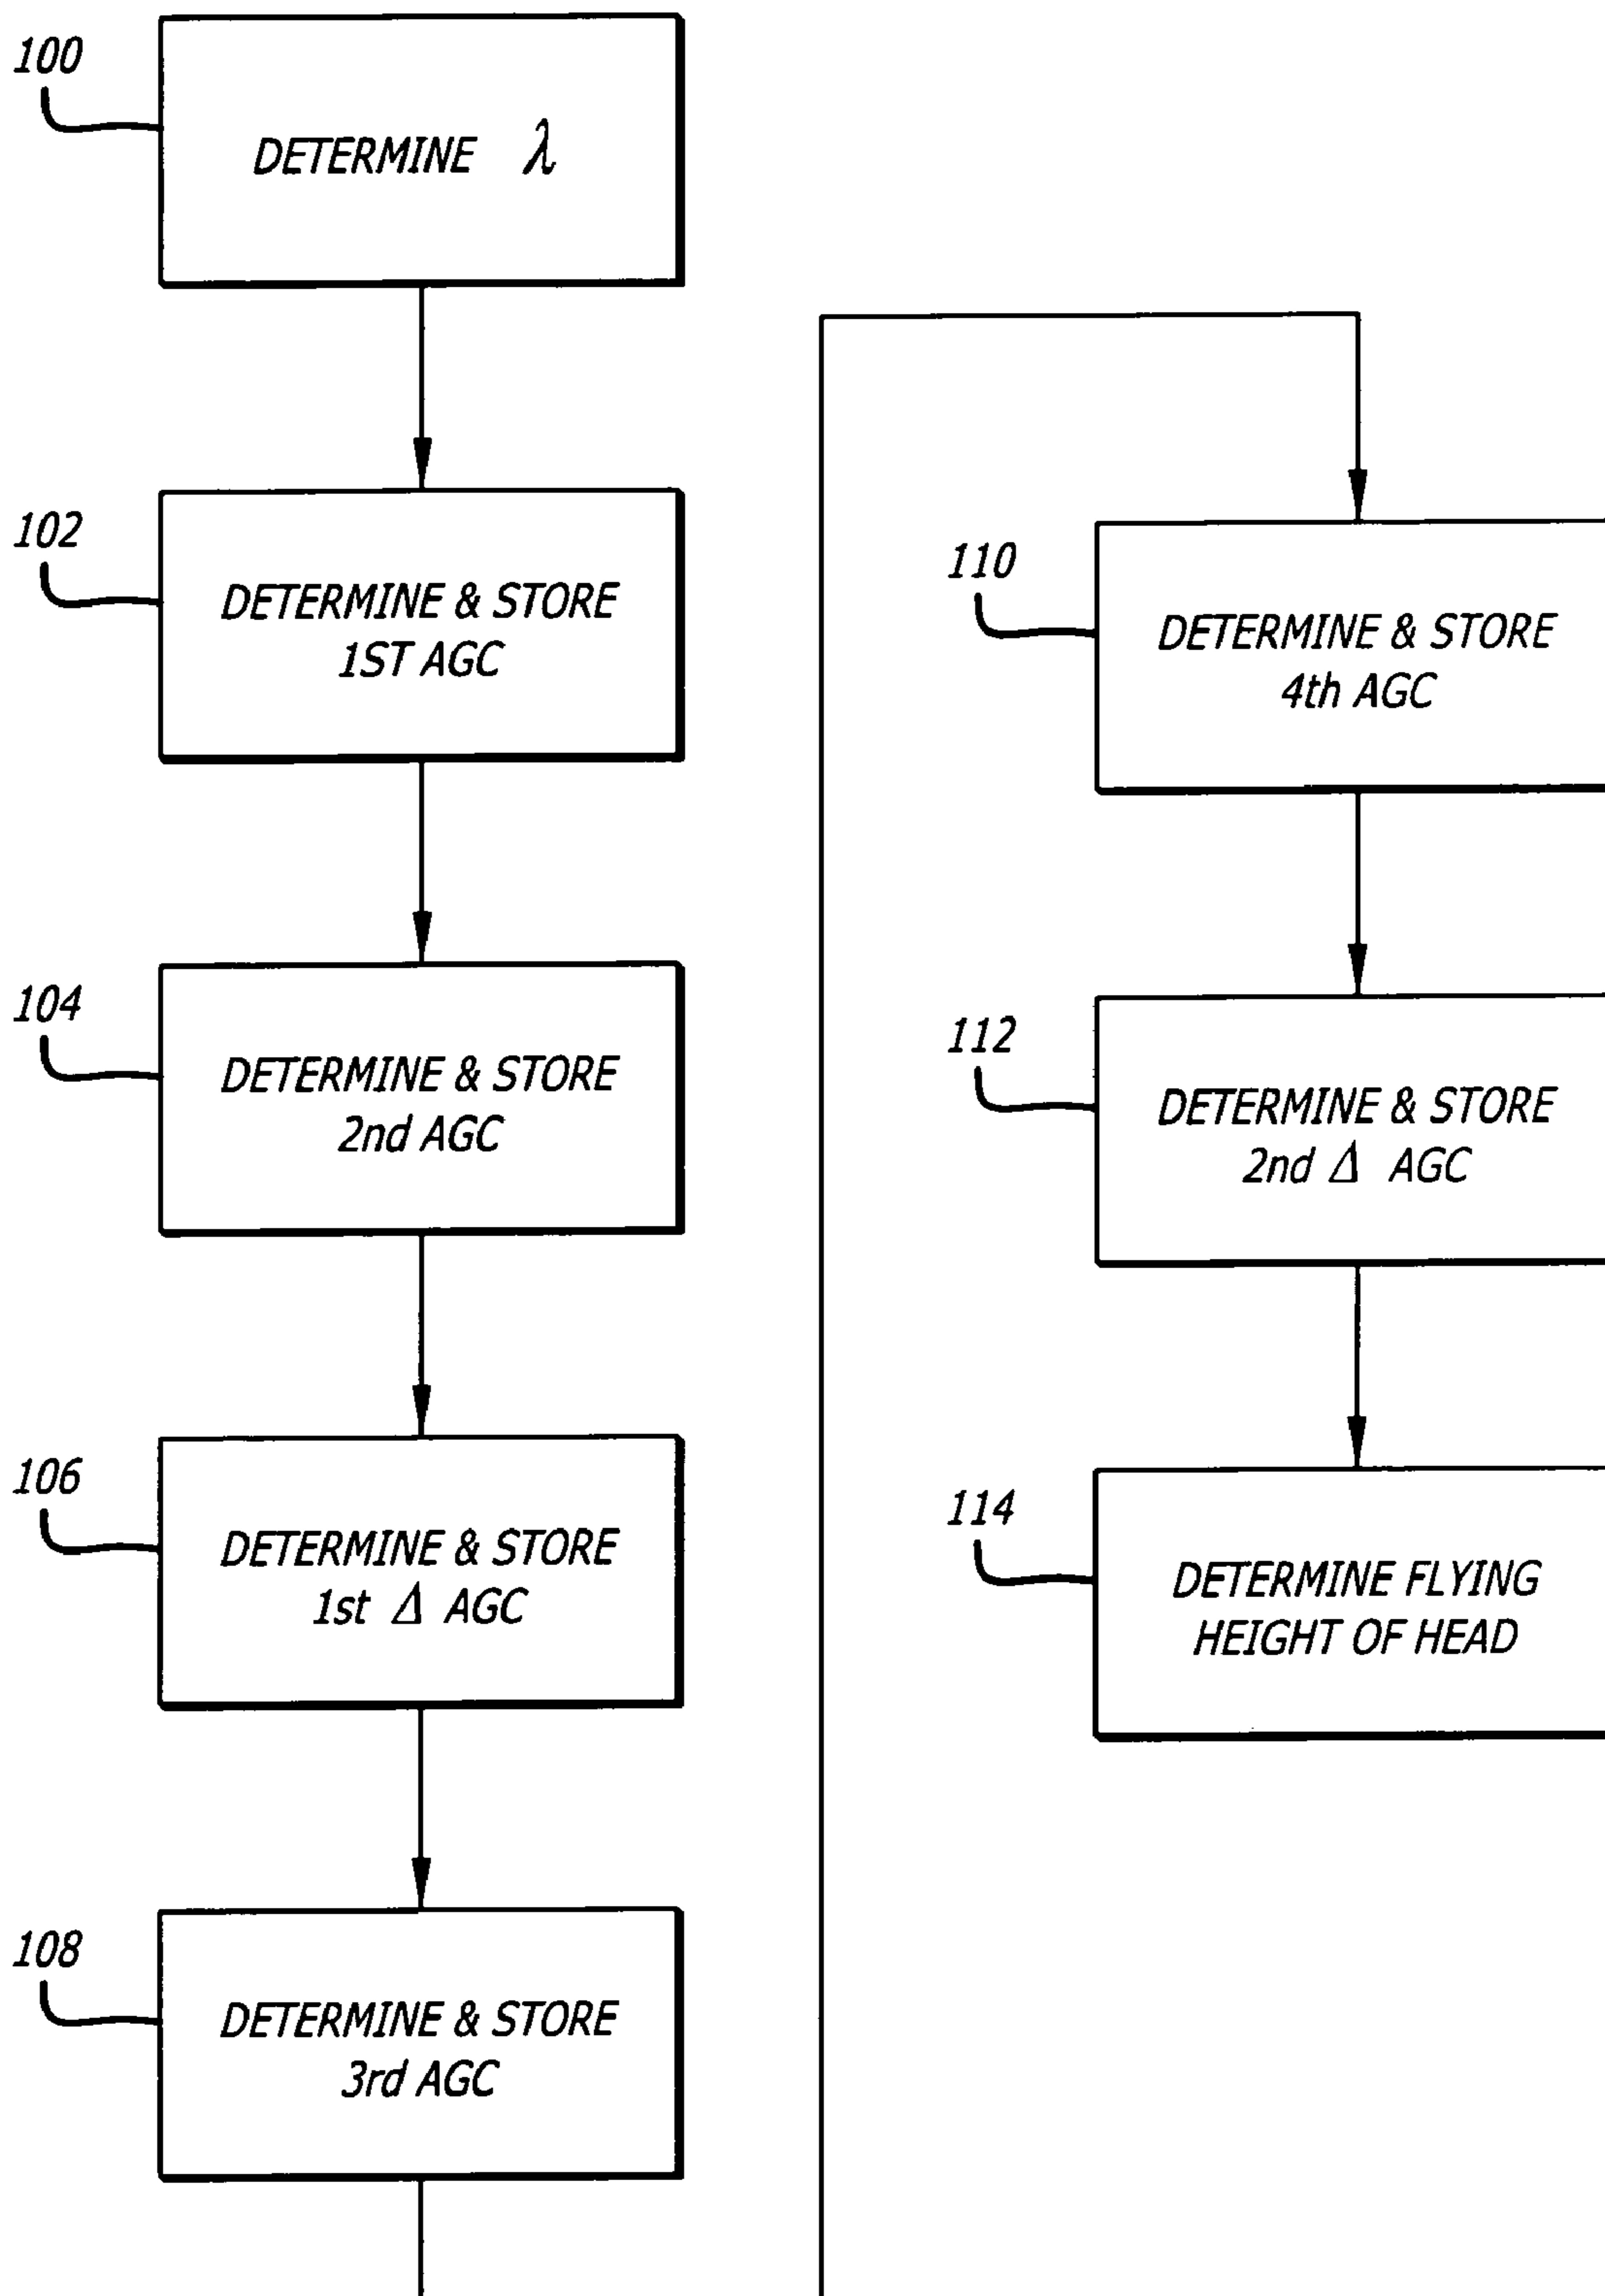 100
DETERMINE λ
102
DETERMINE & STORE
1ST AGC
104
DETERMINE & STORE
2nd AGC
106
DETERMINE & STORE
1st Δ AGC
108
DETERMINE & STORE
3rd AGC
110
DETERMINE & STORE
4th AGC
112
DETERMINE & STORE
2nd Δ AGC
114
DETERMINE FLYING
HEIGHT OF HEAD